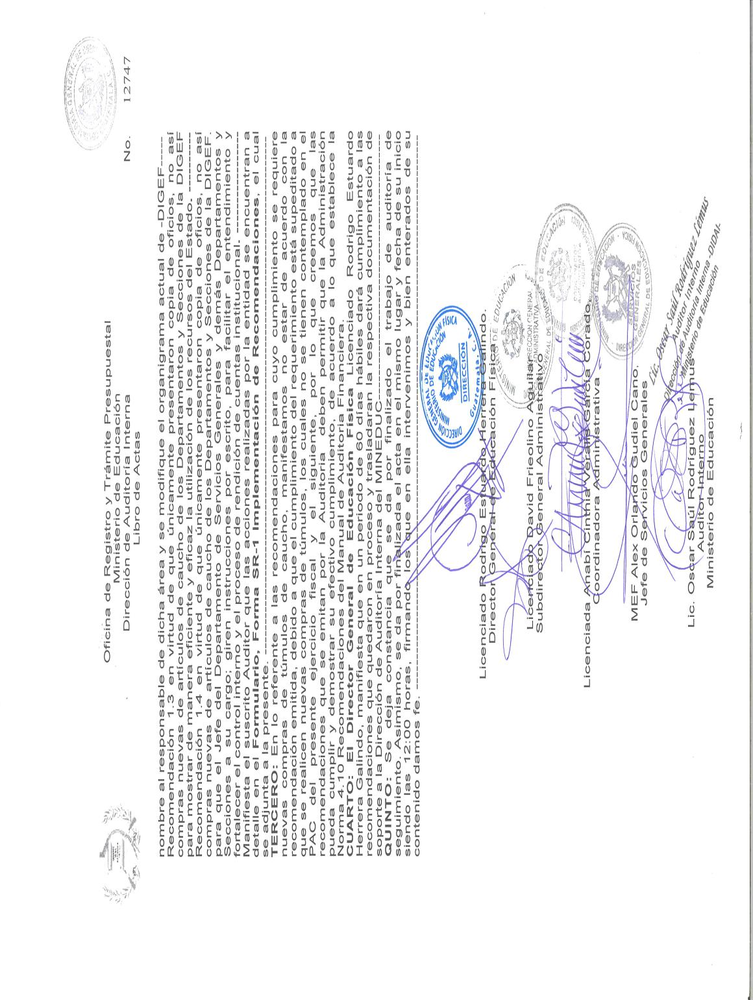 Oficina de Registro y Trámite Presupuestal
Ministerio de Educación
Dirección de Auditoría Interna
Libro de Actas
No. 12747
nombre al responsable de dicha área y se modifique el organigrama actual de -DIGEF-----
Recomendación 1.3 en virtud de que únicamente presentaron copia de oficios, no así
compras nuevas de artículos de caucho de los Departamentos y Secciones de la DIGEF
para mostrar de manera eficiente y eficaz la utilización de los recursos del Estado. ----------
Recomendación 1.4 en virtud de que únicamente presentaron copia de oficios, no así
compras nuevas de artículos de caucho de los Departamentos y Secciones de la DIGEF.
para que el Jefe del Departamento de Servicios Generales y demás Departamentos y
Secciones a su cargo; giren instrucciones por escrito, para facilitar el entendimiento y
fortalecer el control interno y el proceso de rendición de cuentas institucional. --------------------
Manifiesta el suscrito Auditor que las acciones realizadas por la entidad se encuentran a
detalle en el Formulario, Forma SR-1 Implementación de Recomendaciones, el cual
se adjunta a la presente. --------------------
TERCERO: En lo referente a las recomendaciones para cuyo cumplimiento se requiere
nuevas compras de túmulos de caucho, manifestamos no estar de acuerdo con la
recomendación emitida, debido a que el cumplimiento del requerimiento está supeditado a
que se realicen nuevas compras de túmulos, los cuales no se tienen contemplado en el
PAC del presente ejercicio fiscal y el siguiente, por lo que creemos que las
recomendaciones que se emitan por la Auditoría deben permitir que la Administración
pueda cumplir y demostrar su efectivo cumplimiento, de acuerdo a lo que establece la
Norma 4.10 Recomendaciones del Manual de Auditoria Financiera.
CUARTO: El Director General de Educación Física Licenciado Rodrigo Estuardo
Herrera Galindo, manifiesta que en un periodo de 60 días hábiles dará cumplimiento a las
recomendaciones que quedaron en proceso y trasladaran la respectiva documentación de
soporte a la Dirección de Auditoría Interna del MINEDUC--------------------
QUINTO: Se deja constancia que se da por finalizado el trabajo de auditoría de
seguimiento. Asimismo, se da por finalizada el acta en el mismo lugar y fecha de su inicio
siendo las 12:00 horas, firmando los que en ella intervenimos y bien enterados de su
contenido damos fe. --------------------
DIRECCIÓN GENERAL DE EDUCACIÓN FÍSICA
MINISTERIO DE EDUCACIÓN
DIRECCIÓN
Guatemala, C. A.
Licenciado Rodrigo Estuardo Herrera Galindo.
Director General de Educación Física
MINISTERIO DE EDUCACIÓN
Licenciado David Frieolino Aguilar
Subdirector General Administrativo
Licenciada Anabí Cinthia Vera García Corado.
Coordinadora Administrativa
SERVICIOS
GENERALES
MEF Alex Orlando Gudiel Cano.
Jefe de Servicios Generales
Lic. Oscar Saúl Rodríguez Lémus
Auditor Interno
Dirección de Auditoría Interna -DIDAI-
Ministerio de Educación
Lic. Oscar Saúl Rodríguez Lemus
Auditor Interno
Ministerio de Educación